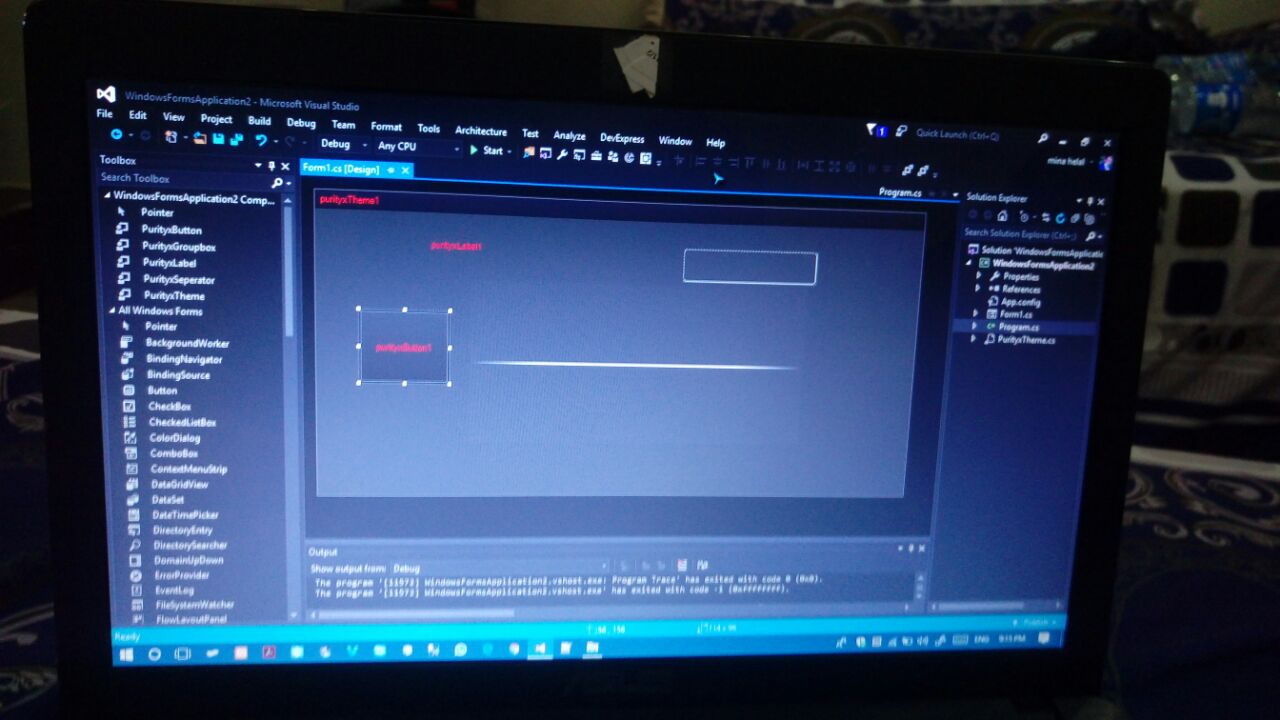 WindowsFormsApplication2 - Microsoft Visual Studio
1
Quick Launch (Ctrl+Q)
File Edit View Project Build Debug Team Format Tools Architecture Test Analyze DevExpress Window Help
mina helal
Debug Any CPU Start
Toolbox
Search Toolbox
WindowsFormsApplication2 Comp...
Pointer
PurityxButton
PurityxGroupbox
PurityxLabel
PurityxSeperator
PurityxTheme
All Windows Forms
Pointer
BackgroundWorker
BindingNavigator
BindingSource
Button
CheckBox
CheckedListBox
ColorDialog
ComboBox
ContextMenuStrip
DataGridView
DataSet
DateTimePicker
DirectoryEntry
DirectorySearcher
DomainUpDown
ErrorProvider
EventLog
FileSystemWatcher
FlowLayoutPanel
Form1.cs [Design]
Program.cs
purityxTheme1
purityxLabel1
purityxButton1
Solution Explorer
Search Solution Explorer (Ctrl+;)
Solution 'WindowsFormsApplicatio
WindowsFormsApplication2
Properties
References
App.config
Form1.cs
Program.cs
PurityxTheme.cs
Output
Show output from: Debug
The program '[11972] WindowsFormsApplication2.vshost.exe: Program Trace' has exited with code 0 (0x0).
The program '[11972] WindowsFormsApplication2.vshost.exe' has exited with code -1 (0xffffffff).
Ready
Publish
ENG 9:15 PM